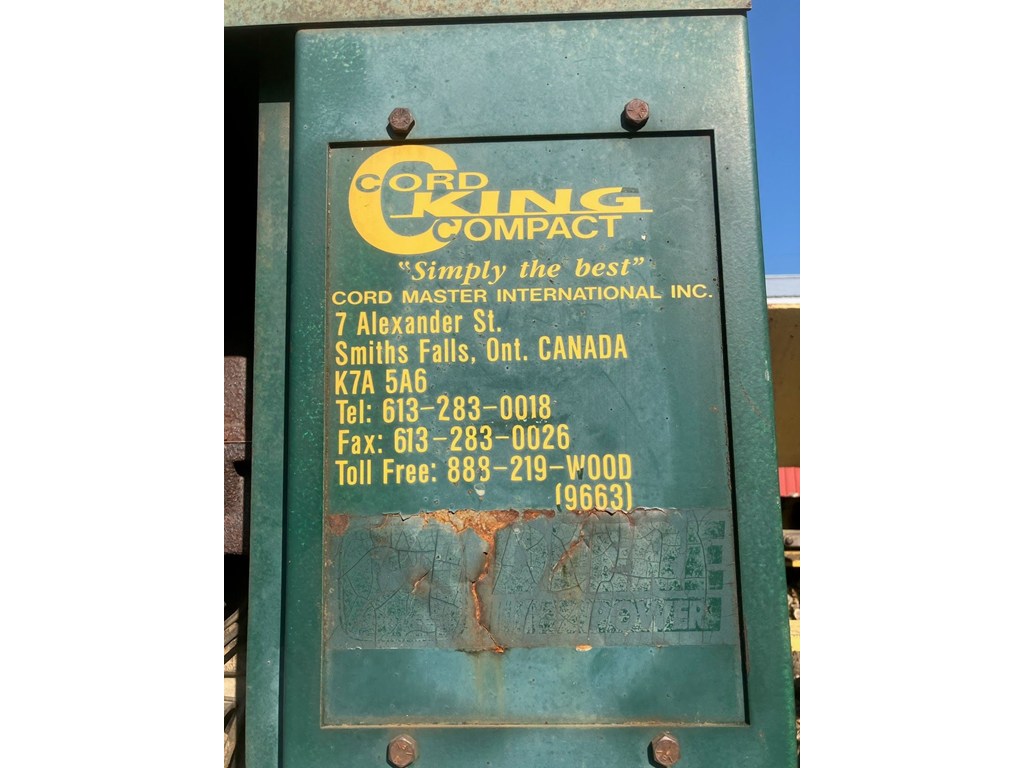 CORD
KING
COMPACT
"Simply the best"
CORD MASTER INTERNATIONAL INC.
7 Alexander St.
Smiths Falls, Ont. CANADA
K7A 5A6
Tel: 613-283-0018
Fax: 613-283-0026
Toll Free: 888-219-WOOD
(9663)
POWER